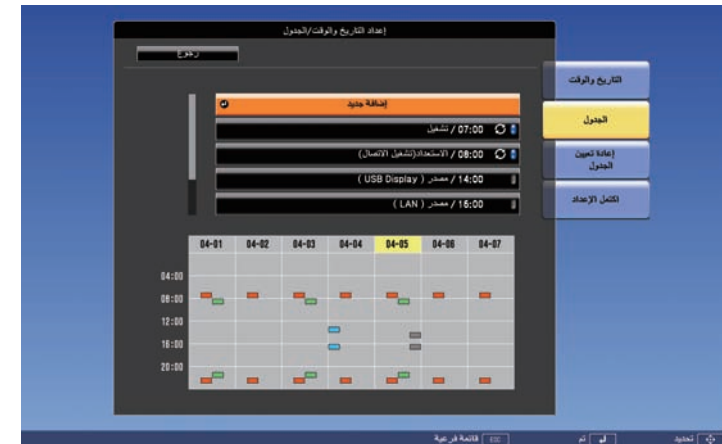 إعداد التاريخ والوقت/الجدول
رجوع
التاريخ والوقت
الجدول
إعادة تعيين
الجدول
اكتمل الإعداد
إضافة جديد
07:00 / تشغيل
08:00 / الاستعداد(تشغيل الاتصال)
14:00 / مصدر ( USB Display )
16:00 / مصدر ( LAN )
04-01 04-02 04-03 04-04 04-05 04-06 04-07
04:00
08:00
12:00
16:00
20:00
تحديد
تم
Esc قائمة فرعية